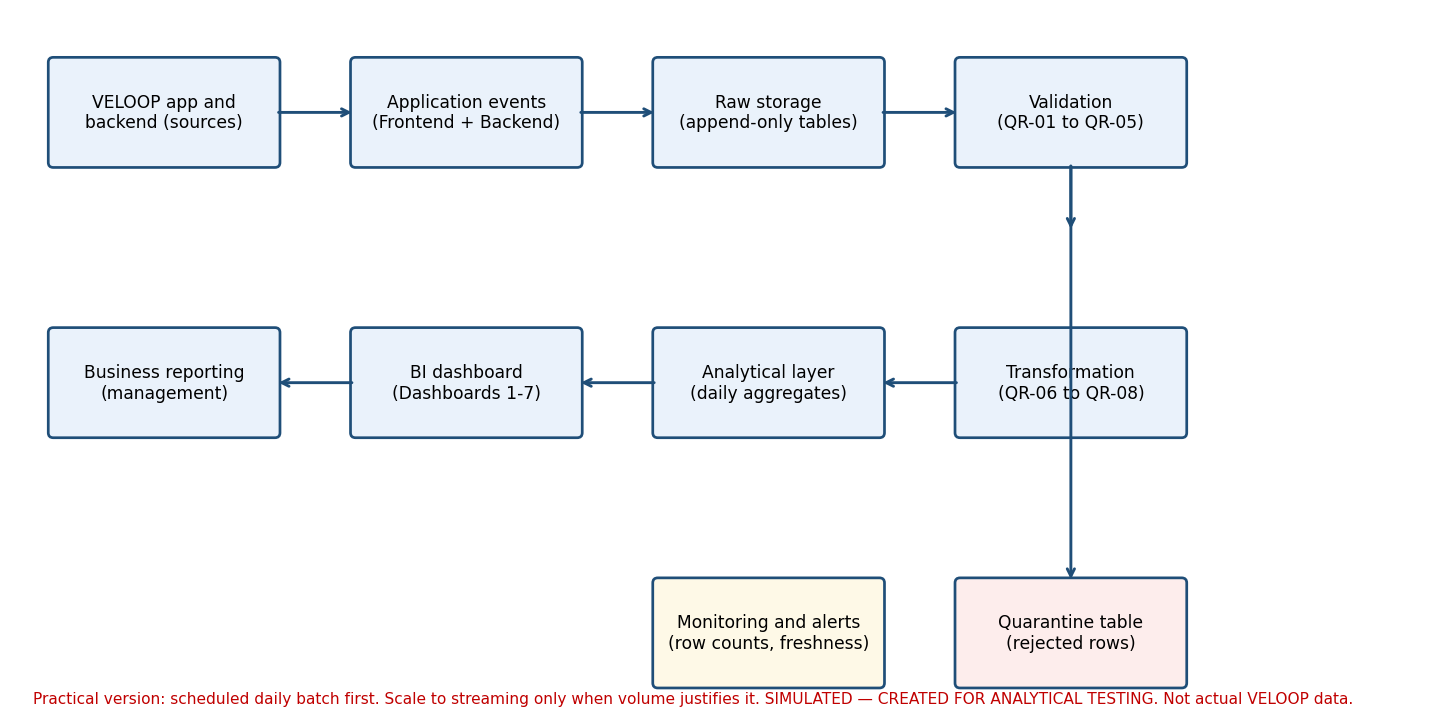 VELOOP app and
backend (sources)
Application events
(Frontend + Backend)
Raw storage
(append-only tables)
Validation
(QR-01 to QR-05)
Business reporting
(management)
BI dashboard
(Dashboards 1-7)
Analytical layer
(daily aggregates)
Transformation
(QR-06 to QR-08)
Monitoring and alerts
(row counts, freshness)
Quarantine table
(rejected rows)
Practical version: scheduled daily batch first. Scale to streaming only when volume justifies it. SIMULATED — CREATED FOR ANALYTICAL TESTING. Not actual VELOOP data.